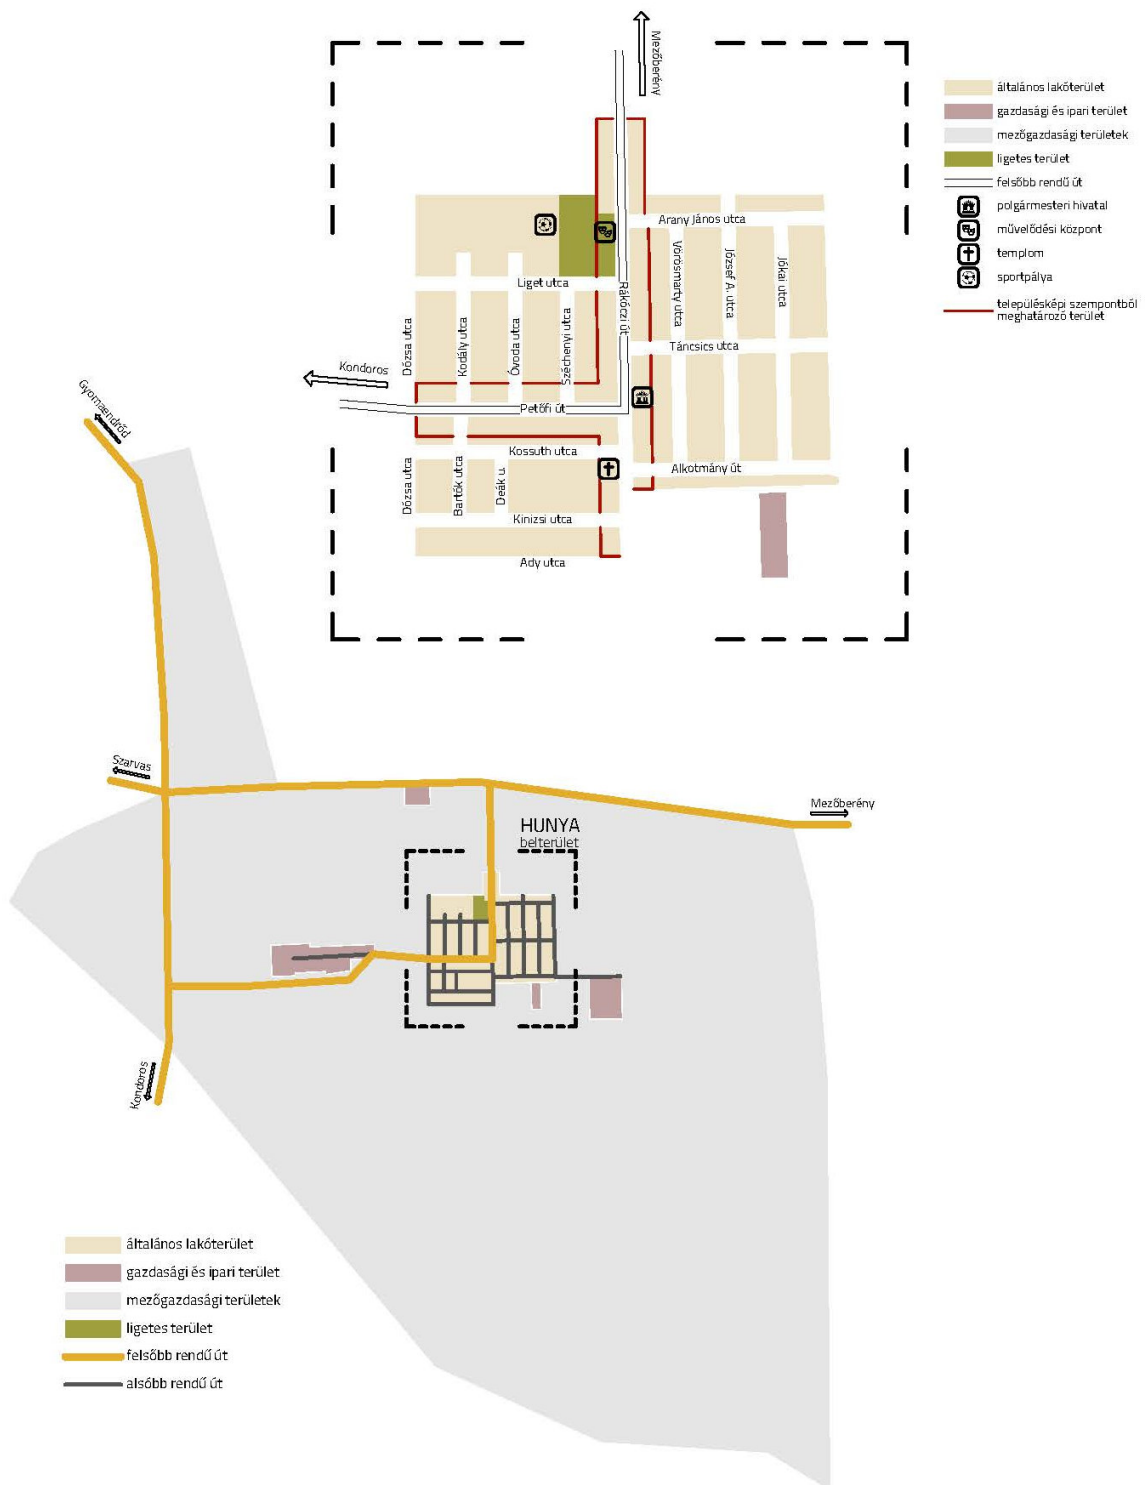 Mezőberény
általános lakóterület
gazdasági és ipari terület
mezőgazdasági területek
ligetes terület
felsőbb rendű út
polgármesteri hivatal
művelődési központ
templom
sportpálya
településképi szempontból
meghatározó terület
Arany János utca
Liget utca
Rákóczi út
Vörösmarty utca
József A. utca
Jókai utca
Dózsa utca
Kodály utca
Óvoda utca
Széchenyi utca
Táncsics utca
Kondoros
Petőfi út
Kossuth utca
Alkotmány út
Dózsa utca
Bartók utca
Deák u.
Kinizsi utca
Ady utca
Gyomaendrőd
Szarvas
Mezőberény
HUNYA
belterület
Kondoros
általános lakóterület
gazdasági és ipari terület
mezőgazdasági területek
ligetes terület
felsőbb rendű út
alsóbb rendű út